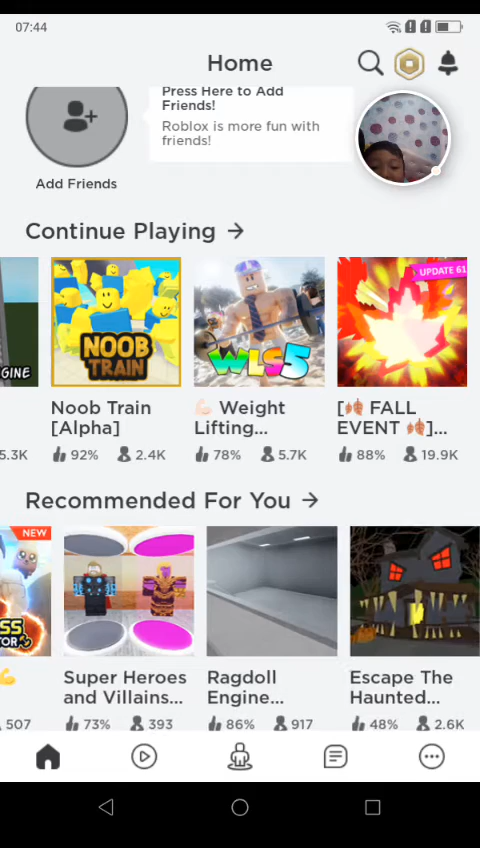 07:44
Home
Press Here to Add
Friends!
Roblox is more fun with
friends!
Add Friends
Continue Playing →
GINE
NOOB
TRAIN
WLS5
UPDATE 61
Noob Train
[Alpha]
💪🏻 Weight
Lifting...
[🍂 FALL
EVENT 🍂]...
5.3K
92%
2.4K
78%
5.7K
88%
19.9K
Recommended For You →
NEW
SS
TOR
💪
Super Heroes
and Villains...
Ragdoll
Engine...
Escape The
Haunted...
507
73%
393
86%
917
48%
2.6K